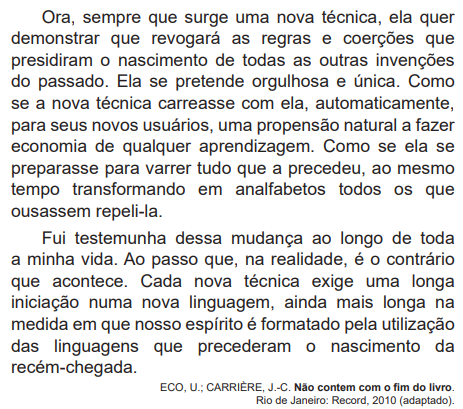 Ora, sempre que surge uma nova técnica, ela quer
demonstrar que revogará as regras e coerções que
presidiram o nascimento de todas as outras invenções
do passado. Ela se pretende orgulhosa e única. Como
se a nova técnica carreasse com ela, automaticamente,
para seus novos usuários, uma propensão natural a fazer
economia de qualquer aprendizagem. Como se ela se
preparasse para varrer tudo que a precedeu, ao mesmo
tempo transformando em analfabetos todos os que
ousassem repeli-la.
Fui testemunha dessa mudança ao longo de toda
a minha vida. Ao passo que, na realidade, é o contrário
que acontece. Cada nova técnica exige uma longa
iniciação numa nova linguagem, ainda mais longa na
medida em que nosso espírito é formatado pela utilização
das linguagens que precederam o nascimento da
recém-chegada.
ECO, U.; CARRIÈRE, J.-C. Não contem com o fim do livro.
Rio de Janeiro: Record, 2010 (adaptado).